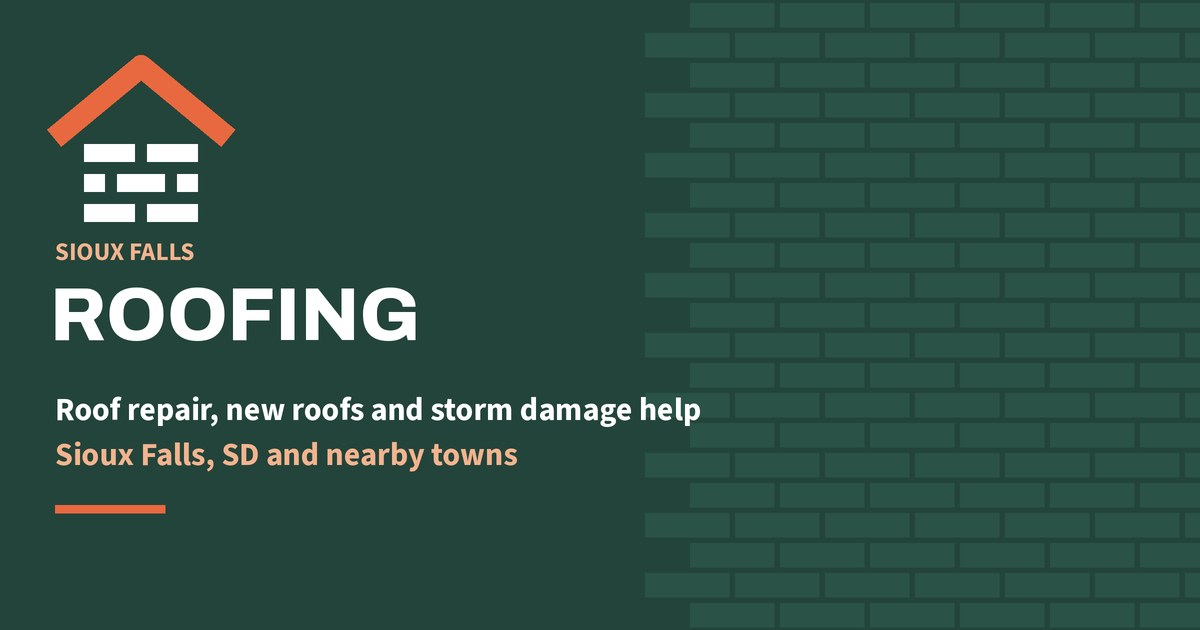 SIOUX FALLS
ROOFING
Roof repair, new roofs and storm damage help
Sioux Falls, SD and nearby towns